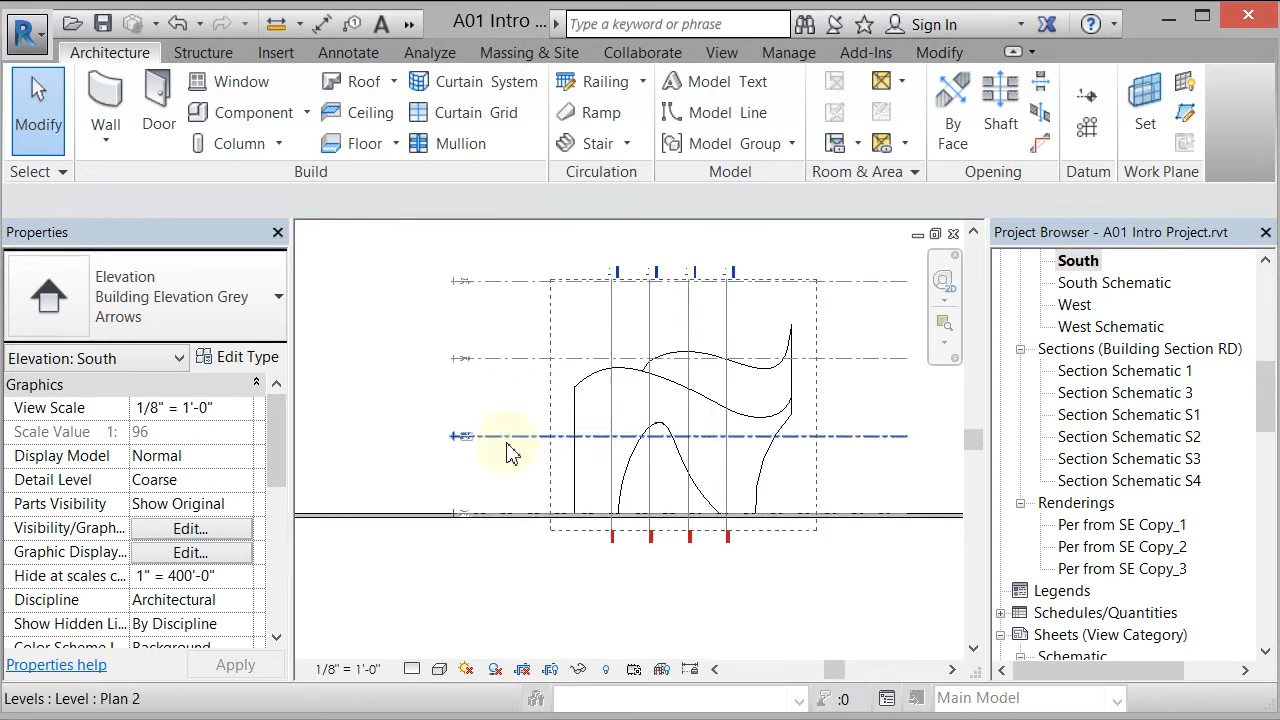 A01 Intro ...
Type a keyword or phrase
Sign In
Architecture
Structure
Insert
Annotate
Analyze
Massing & Site
Collaborate
View
Manage
Add-Ins
Modify
Modify
Wall
Door
Window
Component
Column
Roof
Ceiling
Floor
Curtain System
Curtain Grid
Mullion
Railing
Ramp
Stair
Model Text
Model Line
Model Group
By Face
Shaft
Set
Select
Build
Circulation
Model
Room & Area
Opening
Datum
Work Plane
Properties
Elevation
Building Elevation Grey
Arrows
Elevation: South
Edit Type
Graphics
View Scale 1/8" = 1'-0"
Scale Value 1: 96
Display Model Normal
Detail Level Coarse
Parts Visibility Show Original
Visibility/Graph... Edit...
Graphic Display... Edit...
Hide at scales c... 1" = 400'-0"
Discipline Architectural
Show Hidden Li... By Discipline
Properties help
Apply
2D
1/8" = 1'-0"
Project Browser - A01 Intro Project.rvt
South
South Schematic
West
West Schematic
Sections (Building Section RD)
Section Schematic 1
Section Schematic 3
Section Schematic S1
Section Schematic S2
Section Schematic S3
Section Schematic S4
Renderings
Per from SE Copy_1
Per from SE Copy_2
Per from SE Copy_3
Legends
Schedules/Quantities
Sheets (View Category)
Schematic
Levels : Level : Plan 2
:0
Main Model